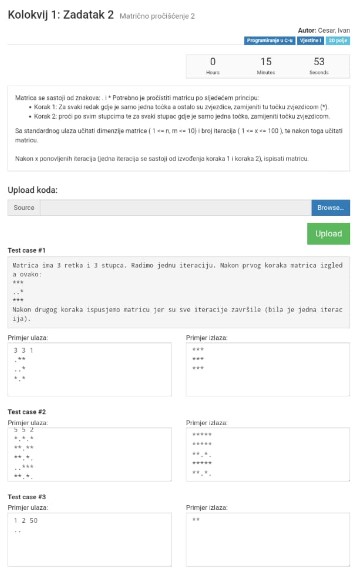 Kolokvij 1: Zadatak 2 Matrično pročišćenje 2
Autor: Cesar, Ivan
Programiranje u C-u Vještine I 20 polje
0 15 53
Hours Minutes Seconds
Matrica se sastoji od znakova: . i * Potrebno je pročistiti matricu po sljedećem principu:
• Korak 1: Za svaki redak gdje je samo jedna točka a ostalo su zvjezdice, zamijeniti tu točku zvjezdicom (*).
• Korak 2: proći po svim stupcima te za svaki stupac gdje je samo jedna točka, zamijeniti točku zvjezdicom.
Sa standardnog ulaza učitati dimenzije matrice ( 1 <= n, m <= 10) i broj iteracija ( 1 <= x <= 100 ), te nakon toga učitati
matricu.
Nakon x ponovljenih iteracija (jedna iteracija se sastoji od izvođenja koraka 1 i koraka 2), ispisati matricu.
Upload koda:
Source Browse...
Upload
Test case #1
Matrica ima 3 retka i 3 stupca. Radimo jednu iteraciju. Nakon prvog koraka matrica izgled
a ovako:
***
..*
***
Nakon drugog koraka ispusjemo matricu jer su sve iteracije završile (bila je jedna iterac
ija).
Primjer ulaza: Primjer izlaza:
3 3 1 ***
.** ***
..* ***
*.*
Test case #2
Primjer ulaza: Primjer izlaza:
5 5 2 *****
*.*.* *****
**.** **.*.
**.*. *****
..*** **.*.
**.*.
Test case #3
Primjer ulaza: Primjer izlaza:
1 2 50 **
..